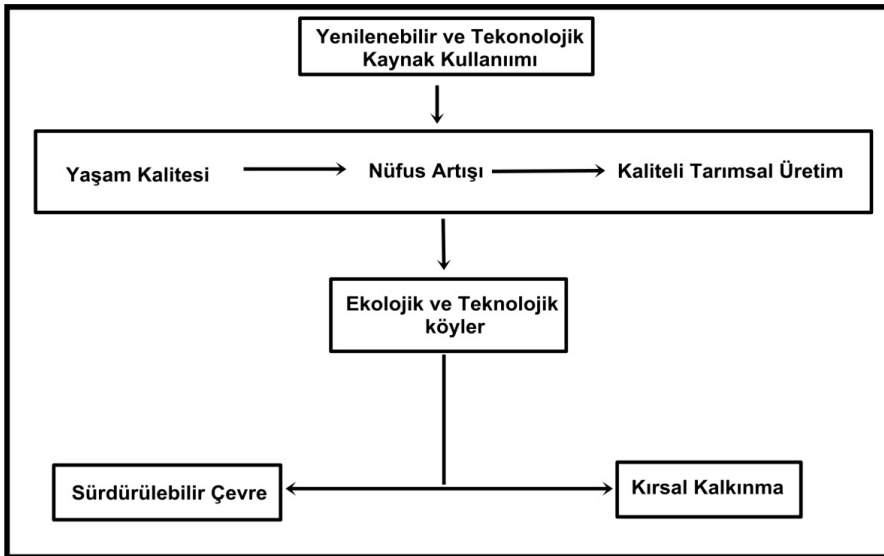 Yenilenebilir ve Tekonolojik
Kaynak Kullanıımı
Yaşam Kalitesi
Nüfus Artışı
Kaliteli Tarımsal Üretim
Ekolojik ve Teknolojik
köyler
Sürdürülebilir Çevre
Kırsal Kalkınma